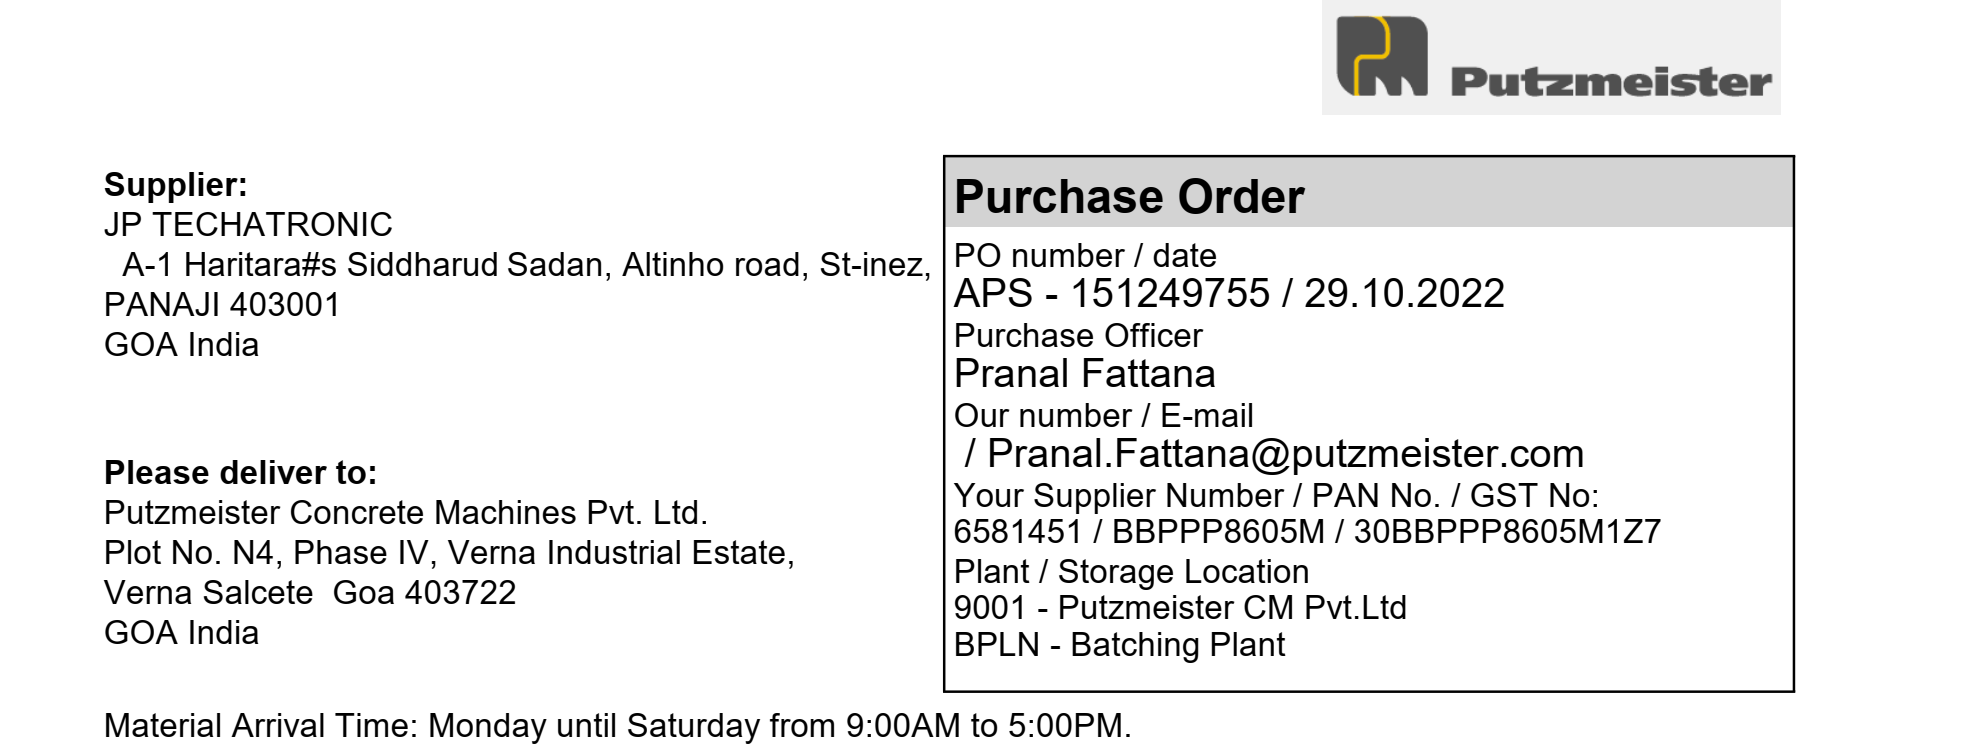 Putzmeister
Supplier:
JP TECHATRONIC
A-1 Haritara#s Siddharud Sadan, Altinho road, St-inez,
PANAJI 403001
GOA India
Please deliver to:
Putzmeister Concrete Machines Pvt. Ltd.
Plot No. N4, Phase IV, Verna Industrial Estate,
Verna Salcete  Goa 403722
GOA India
Purchase Order
PO number / date
APS - 151249755 / 29.10.2022
Purchase Officer
Pranal Fattana
Our number / E-mail
/ Pranal.Fattana@putzmeister.com
Your Supplier Number / PAN No. / GST No:
6581451 / BBPPP8605M / 30BBPPP8605M1Z7
Plant / Storage Location
9001 - Putzmeister CM Pvt.Ltd
BPLN - Batching Plant
Material Arrival Time: Monday until Saturday from 9:00AM to 5:00PM.